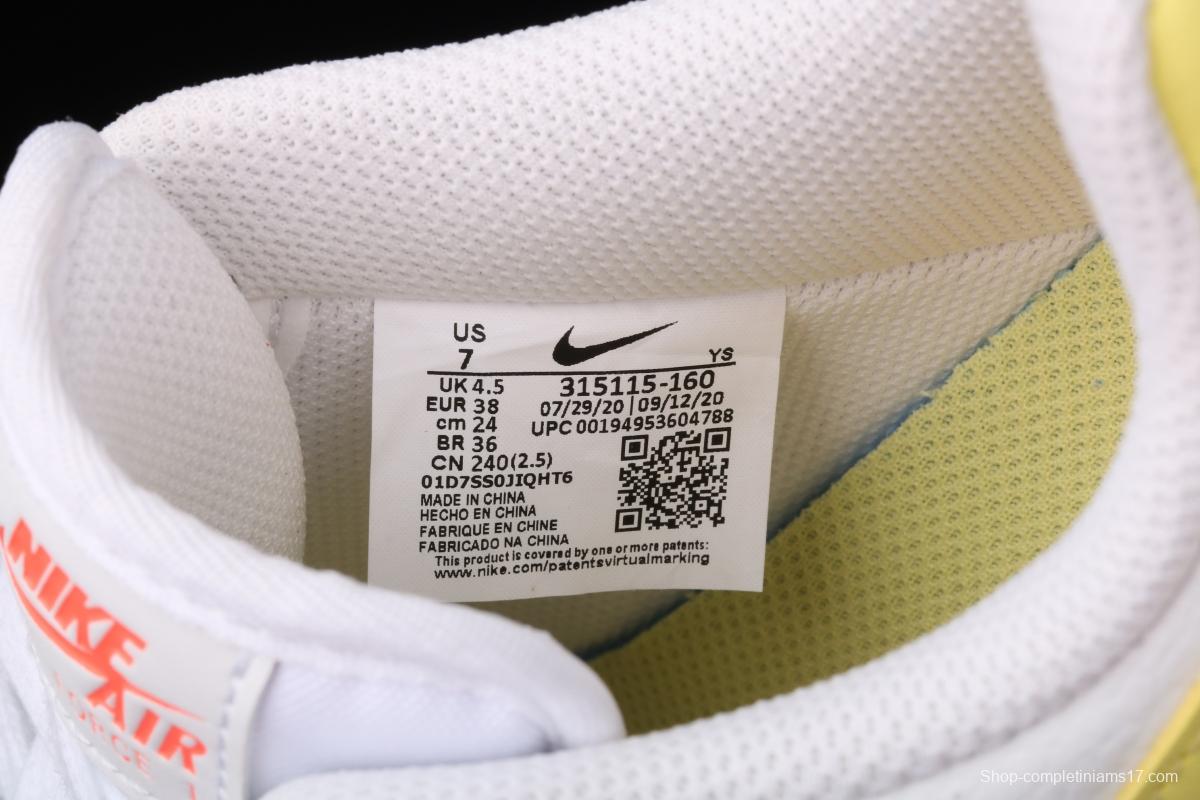 US
7
YS
UK 4.5
EUR 38
cm 24
BR 36
CN 240(2.5)
315115-160
07/29/20 | 09/12/20
UPC 00194953604788
01D7SS0JIQHT6
MADE IN CHINA
HECHO EN CHINA
FABRIQUE EN CHINE
FABRICADO NA CHINA
This product is covered by one or more patents:
www.nike.com/patentsvirtualmarking
NIKE
AIR
FORCE
Shop-completiniams17.com